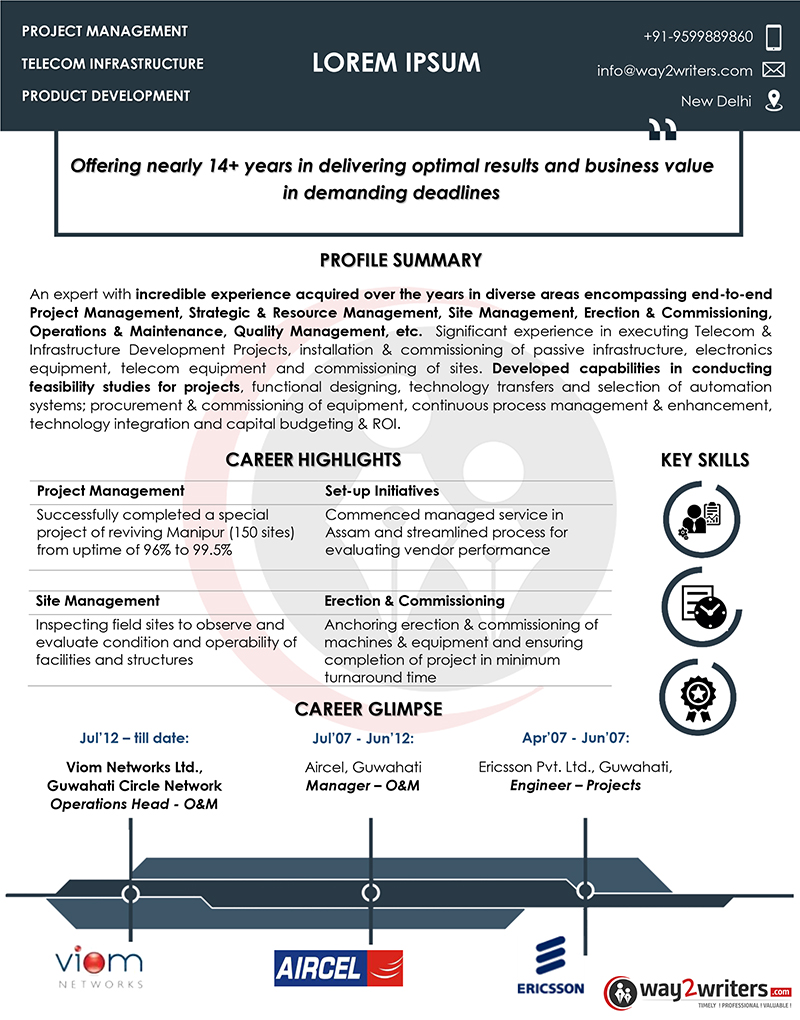 PROJECT MANAGEMENT
TELECOM INFRASTRUCTURE
PRODUCT DEVELOPMENT
LOREM IPSUM
+91-9599889860
info@way2writers.com
New Delhi
Offering nearly 14+ years in delivering optimal results and business value
in demanding deadlines
PROFILE SUMMARY
An expert with incredible experience acquired over the years in diverse areas encompassing end-to-end
Project Management, Strategic & Resource Management, Site Management, Erection & Commissioning,
Operations & Maintenance, Quality Management, etc. Significant experience in executing Telecom &
Infrastructure Development Projects, installation & commissioning of passive infrastructure, electronics
equipment, telecom equipment and commissioning of sites. Developed capabilities in conducting
feasibility studies for projects, functional designing, technology transfers and selection of automation
systems; procurement & commissioning of equipment, continuous process management & enhancement,
technology integration and capital budgeting & ROI.
CAREER HIGHLIGHTS
Project Management
Successfully completed a special
project of reviving Manipur (150 sites)
from uptime of 96% to 99.5%
Set-up Initiatives
Commenced managed service in
Assam and streamlined process for
evaluating vendor performance
Site Management
Inspecting field sites to observe and
evaluate condition and operability of
facilities and structures
Erection & Commissioning
Anchoring erection & commissioning of
machines & equipment and ensuring
completion of project in minimum
turnaround time
KEY SKILLS
CAREER GLIMPSE
Jul'12 – till date:
Viom Networks Ltd.,
Guwahati Circle Network
Operations Head - O&M
Jul'07 - Jun'12:
Aircel, Guwahati
Manager – O&M
Apr'07 - Jun'07:
Ericsson Pvt. Ltd., Guwahati,
Engineer – Projects
viom
NETWORKS
AIRCEL
ERICSSON
way2writers.com
TIMELY ! PROFESSIONAL ! VALUABLE !